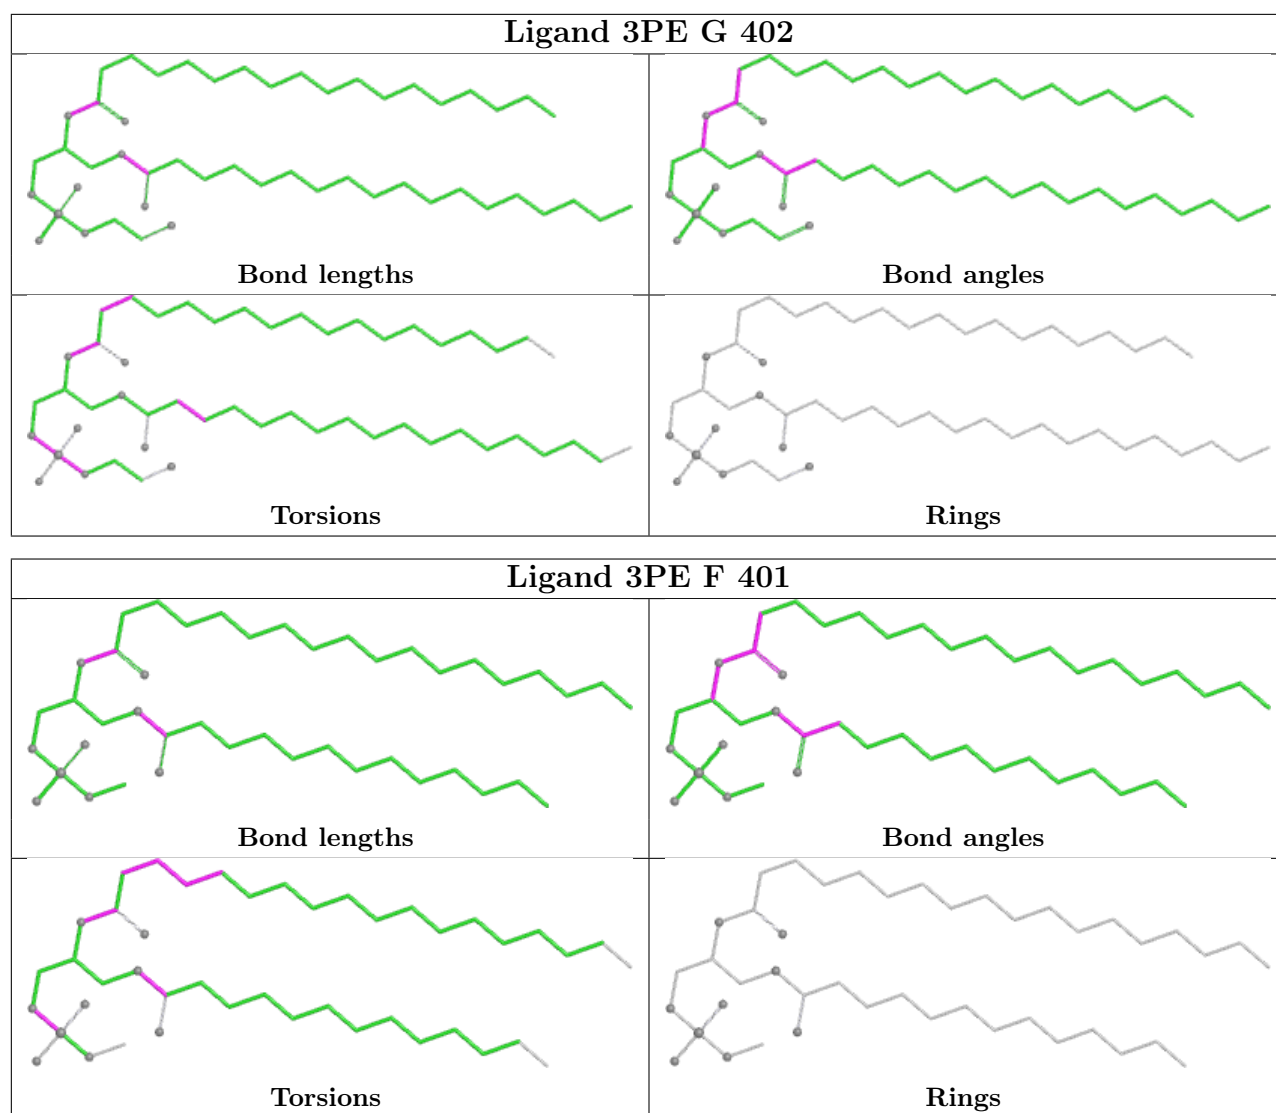 Ligand 3PE G 402
Bond lengths
Bond angles
Torsions
Rings
Ligand 3PE F 401
Bond lengths
Bond angles
Torsions
Rings